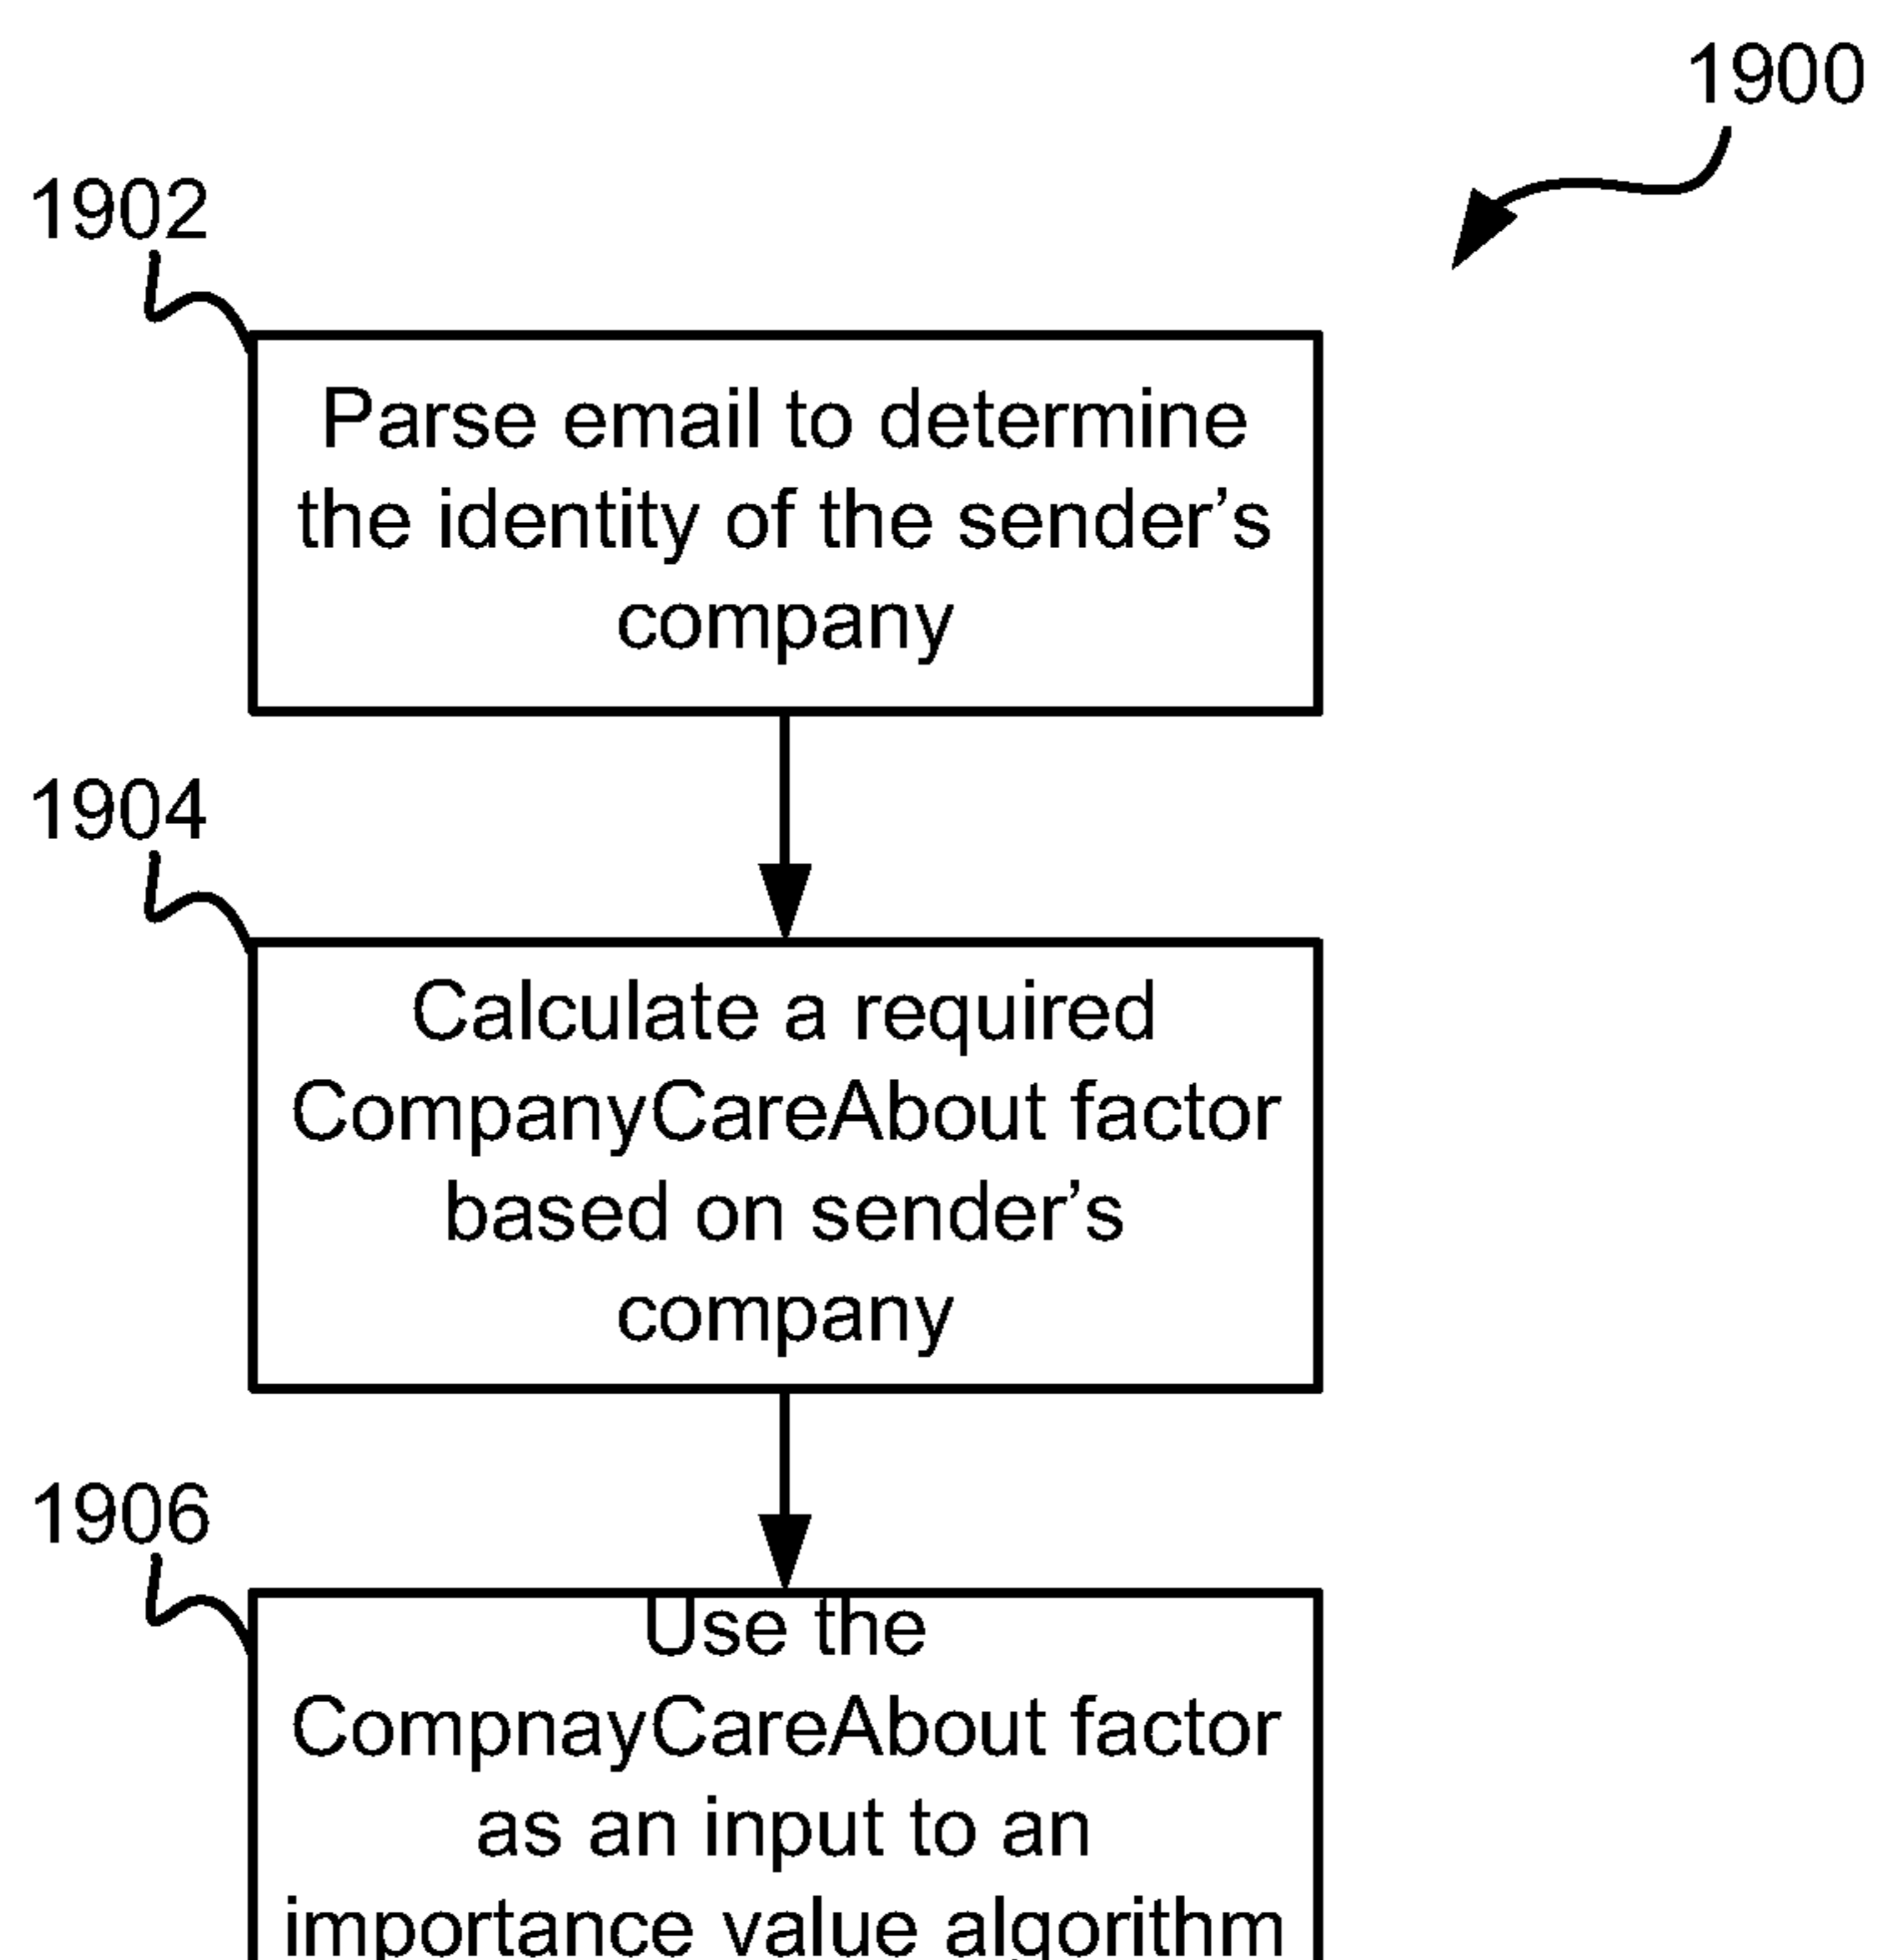 1900
1902
Parse email to determine
the identity of the sender’s
company
1904
Calculate a required
CompanyCareAbout factor
based on sender’s
company
1906
Use the
CompnayCareAbout factor
as an input to an
importance value algorithm